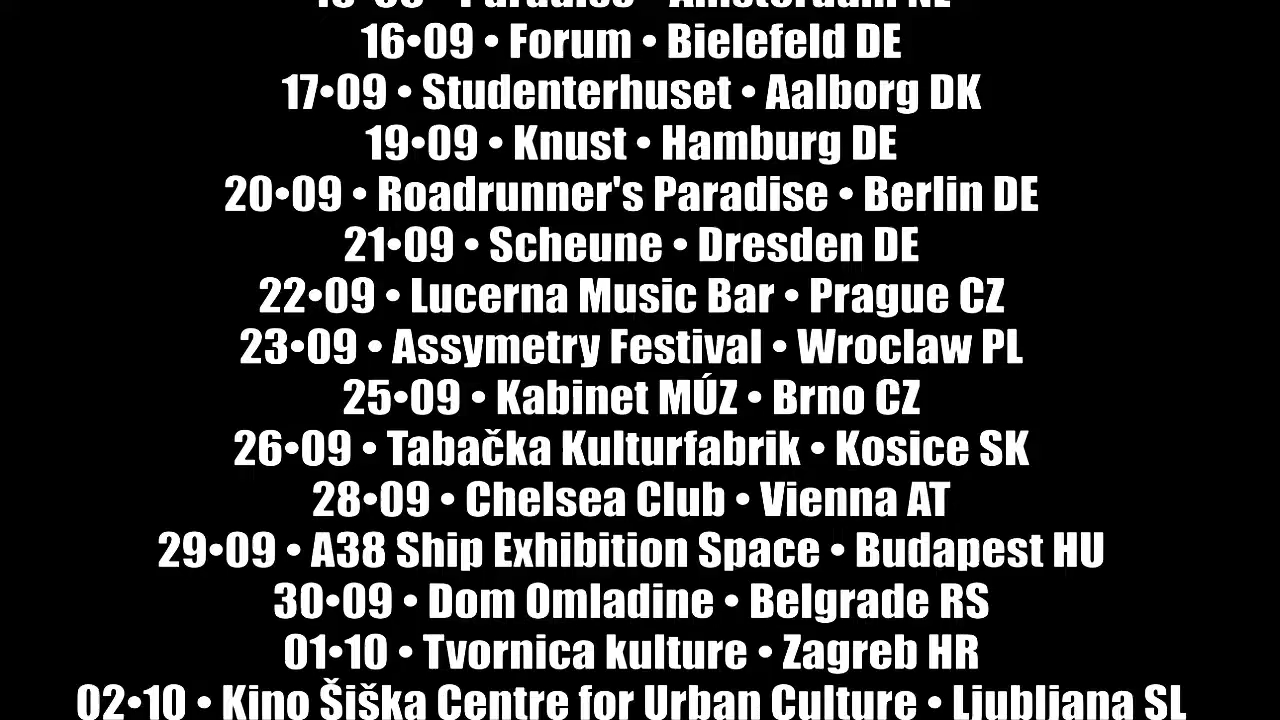 Paradiso • Amsterdam NL
16•09 • Forum • Bielefeld DE
17•09 • Studenterhuset • Aalborg DK
19•09 • Knust • Hamburg DE
20•09 • Roadrunner's Paradise • Berlin DE
21•09 • Scheune • Dresden DE
22•09 • Lucerna Music Bar • Prague CZ
23•09 • Assymetry Festival • Wroclaw PL
25•09 • Kabinet MÚZ • Brno CZ
26•09 • Tabačka Kulturfabrik • Kosice SK
28•09 • Chelsea Club • Vienna AT
29•09 • A38 Ship Exhibition Space • Budapest HU
30•09 • Dom Omladine • Belgrade RS
01•10 • Tvornica kulture • Zagreb HR
02•10 • Kino Šiška Centre for Urban Culture • Ljubljana SL